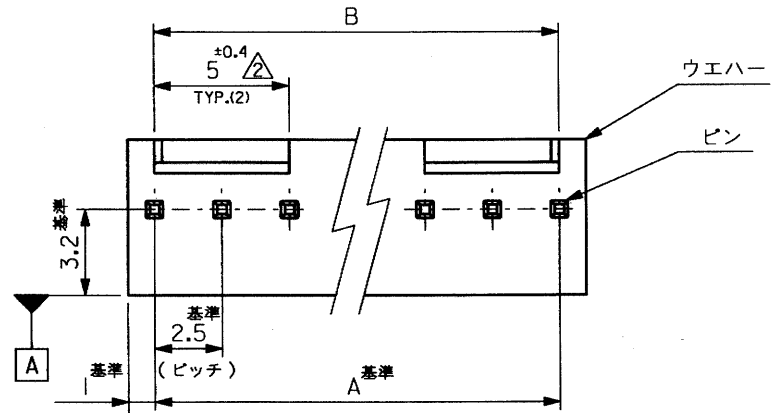 B
5 ±0.4 2
TYP.(2)
ウエハー
ピン
3.2 基準
基準
2.5
(ピッチ)
A
1 基準
A 基準